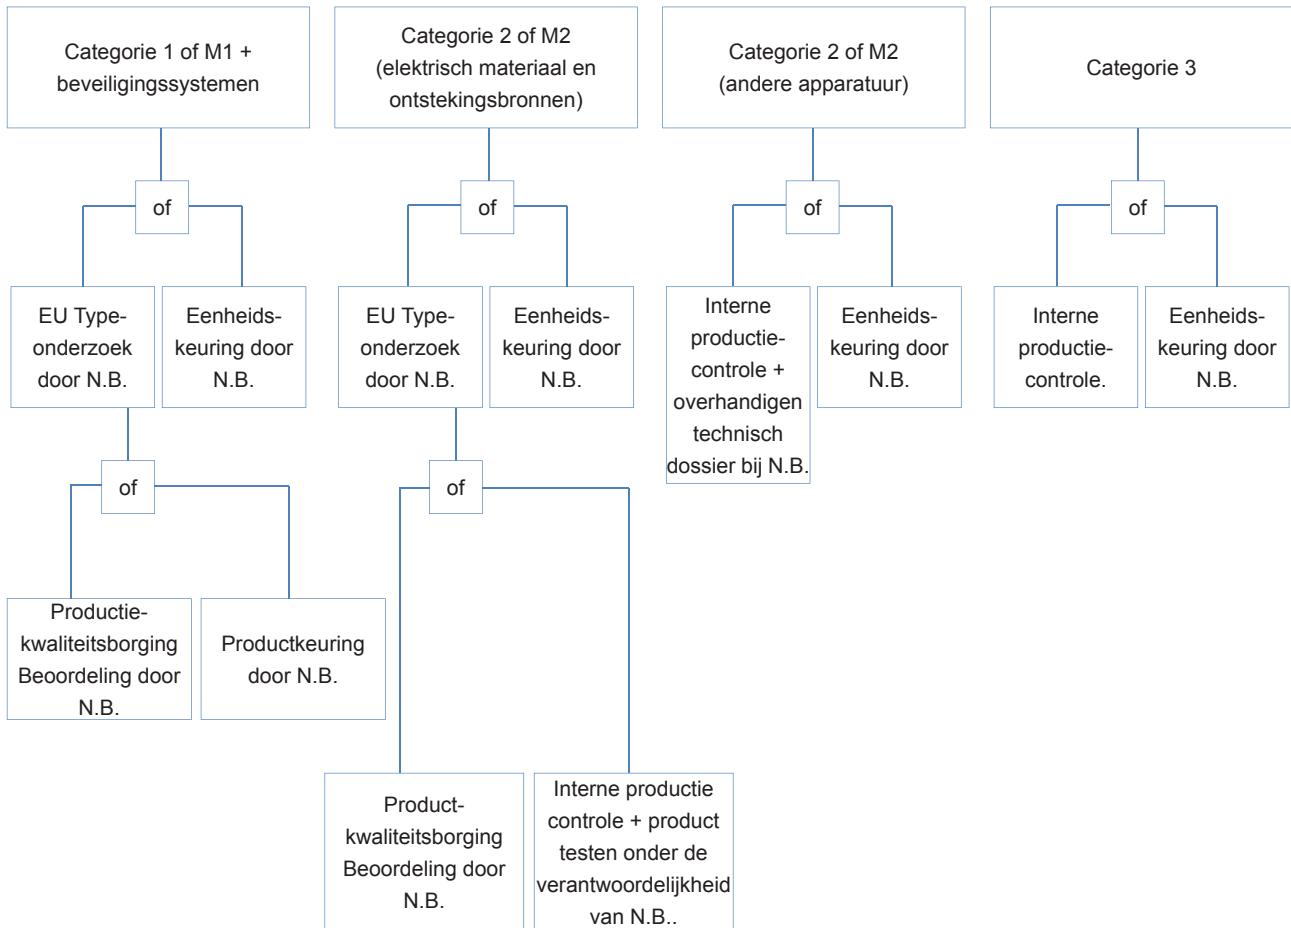 Categorie 1 of M1 +
beveiligingssystemen
Categorie 2 of M2
(elektrisch materiaal en
ontstekingsbronnen)
Categorie 2 of M2
(andere apparatuur)
Categorie 3
of
of
of
of
EU Type-
onderzoek
door N.B.
Eenheids-
keuring door
N.B.
EU Type-
onderzoek
door N.B.
Eenheids-
keuring door
N.B.
Interne
productie-
controle +
overhandigen
technisch
dossier bij N.B.
Eenheids-
keuring door
N.B.
Interne
productie-
controle.
Eenheids-
keuring door
N.B.
of
of
Productie-
kwaliteitsborging
Beoordeling door
N.B.
Productkeuring
door N.B.
Product-
kwaliteitsborging
Beoordeling door
N.B.
Interne productie
controle + product
testen onder de
verantwoordelijkheid
van N.B..